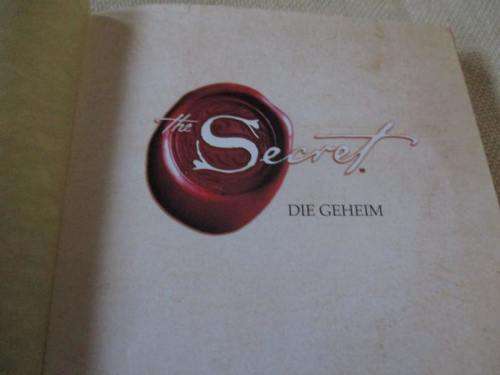 the Secret
DIE GEHEIM